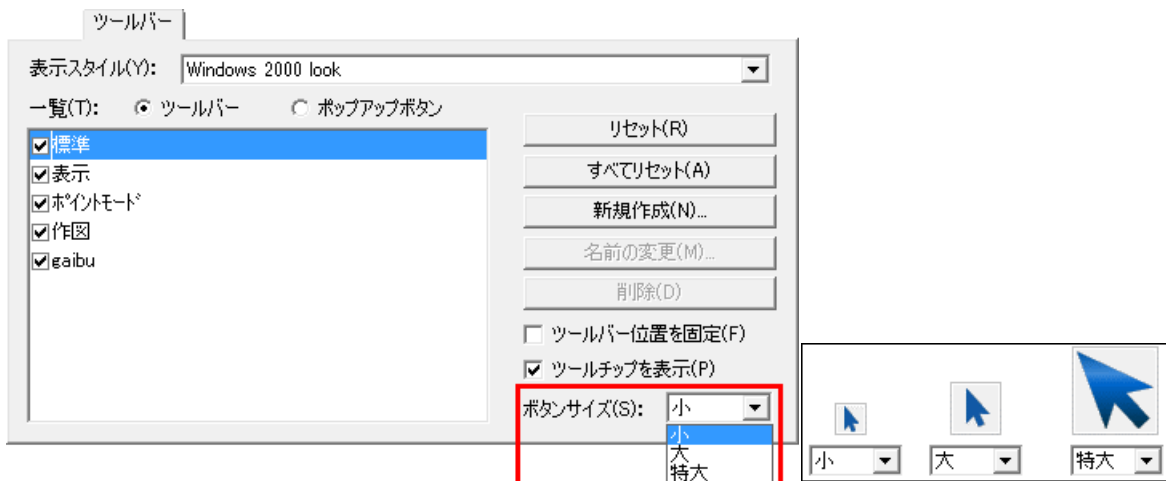 ツールバー
表示スタイル(Y): Windows 2000 look
一覧(T): ツールバー ポップアップボタン
標準
表示
ポイントモード
作図
gaibu
リセット(R)
すべてリセット(A)
新規作成(N)...
名前の変更(M)...
削除(D)
ツールバー位置を固定(F)
ツールチップを表示(P)
ボタンサイズ(S): 小
小
大
特大
小 大 特大